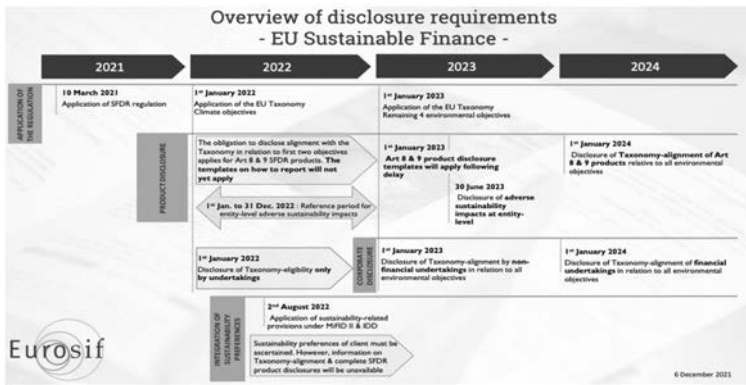 Overview of disclosure requirements
- EU Sustainable Finance -
2021
2022
2023
2024
APPLICATION OF
THE REGULATION
10 March 2021
Application of SFDR regulation
1st January 2022
Application of the EU Taxonomy
Climate objectives
1st January 2023
Application of the EU Taxonomy
Remaining 4 environmental objectives
PRODUCT DISCLOSURE
The obligation to disclose alignment with the
Taxonomy in relation to first two objectives
applies for Art 8 & 9 SFDR products. The
templates on how to report will not
yet apply
1st January 2023
Art 8 & 9 product disclosure
templates will apply following
delay
1st January 2024
Disclosure of Taxonomy-alignment of Art
8 & 9 products relative to all environmental
objectives
1st Jan. to 31 Dec. 2022 : Reference period for
entity-level adverse sustainability impacts
30 June 2023
Disclosure of adverse
sustainability
impacts at entity-
level
CORPORATE
DISCLOSURE
1st January 2022
Disclosure of Taxonomy-eligibility only
by undertakings
1st January 2023
Disclosure of Taxonomy-alignment by non-
financial undertakings in relation to all
environmental objectives
1st January 2024
Disclosure of Taxonomy-alignment of financial
undertakings in relation to all environmental
objectives
INTEGRATION OF
SUSTAINABILITY
PREFERENCES
2nd August 2022
Application of sustainability-related
provisions under MiFID II & IDD
Sustainability preferences of client must be
ascertained. However, information on
Taxonomy-alignment & complete SFDR
product disclosures will be unavailable
Eurosif
6 December 2021